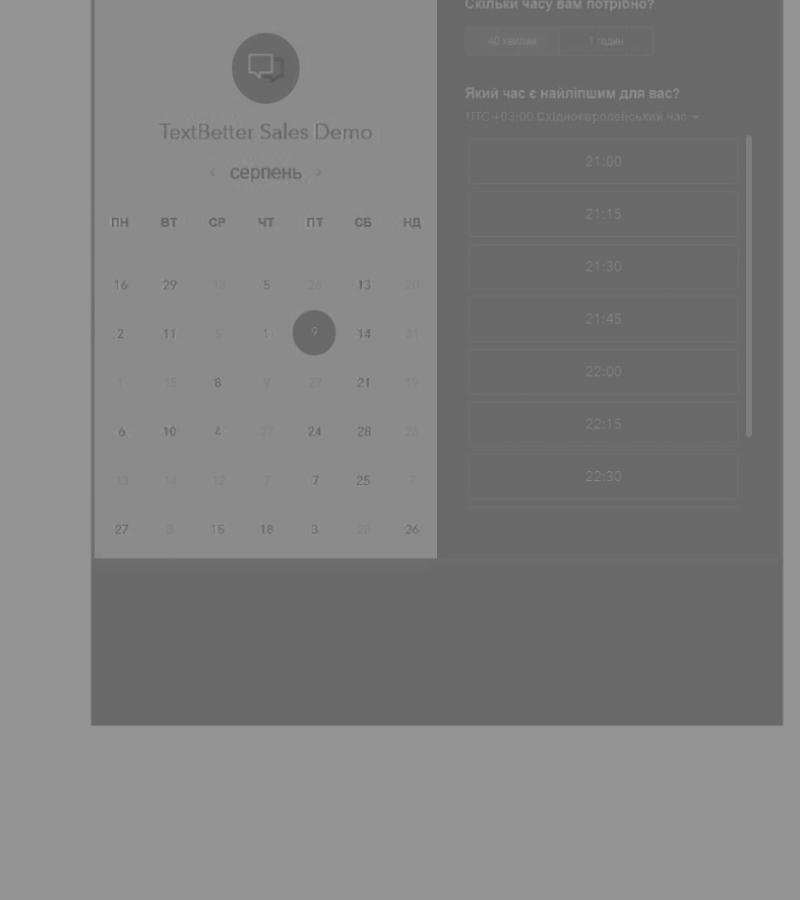 TextBetter Sales Demo
‹ серпень ›
ПН ВТ СР ЧТ ПТ СБ НД
16 29 13 5 26 13 20
2 11 5 1 9 14 31
1 15 8 9 27 21 19
6 10 4 27 24 28 26
13 14 12 7 7 25 7
27 3 15 18 3 23 26
Скільки часу вам потрібно?
40 хвилин 1 годин
Який час є найліпшим для вас?
UTC +03:00 Східноєвропейський час
21:00
21:15
21:30
21:45
22:00
22:15
22:30